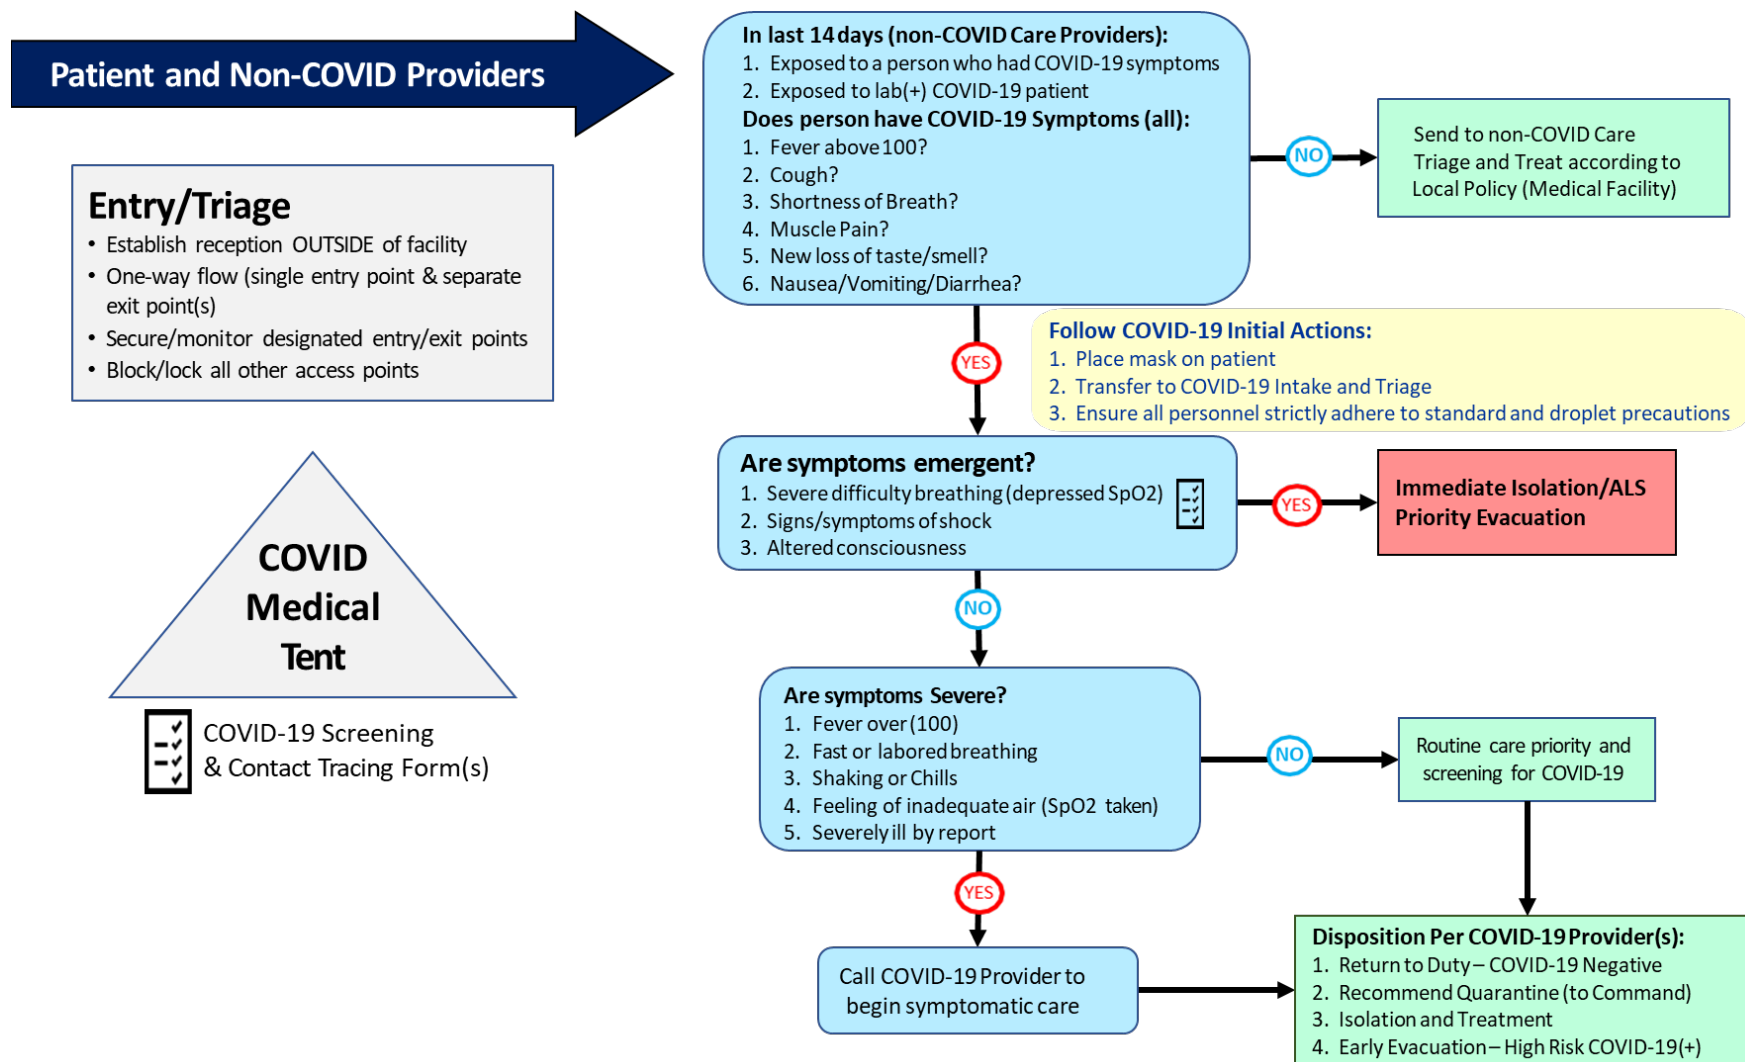 Patient and Non-COVID Providers
Entry/Triage
• Establish reception OUTSIDE of facility
• One-way flow (single entry point & separate
exit point(s)
• Secure/monitor designated entry/exit points
• Block/lock all other access points
COVID
Medical
Tent
COVID-19 Screening
& Contact Tracing Form(s)
In last 14 days (non-COVID Care Providers):
1. Exposed to a person who had COVID-19 symptoms
2. Exposed to lab(+) COVID-19 patient
Does person have COVID-19 Symptoms (all):
1. Fever above 100?
2. Cough?
3. Shortness of Breath?
4. Muscle Pain?
5. New loss of taste/smell?
6. Nausea/Vomiting/Diarrhea?
NO
Send to non-COVID Care
Triage and Treat according to
Local Policy (Medical Facility)
YES
Follow COVID-19 Initial Actions:
1. Place mask on patient
2. Transfer to COVID-19 Intake and Triage
3. Ensure all personnel strictly adhere to standard and droplet precautions
Are symptoms emergent?
1. Severe difficulty breathing (depressed SpO2)
2. Signs/symptoms of shock
3. Altered consciousness
YES
Immediate Isolation/ALS
Priority Evacuation
NO
Are symptoms Severe?
1. Fever over (100)
2. Fast or labored breathing
3. Shaking or Chills
4. Feeling of inadequate air (SpO2 taken)
5. Severely ill by report
NO
Routine care priority and
screening for COVID-19
YES
Call COVID-19 Provider to
begin symptomatic care
Disposition Per COVID-19 Provider(s):
1. Return to Duty – COVID-19 Negative
2. Recommend Quarantine (to Command)
3. Isolation and Treatment
4. Early Evacuation – High Risk COVID-19(+)